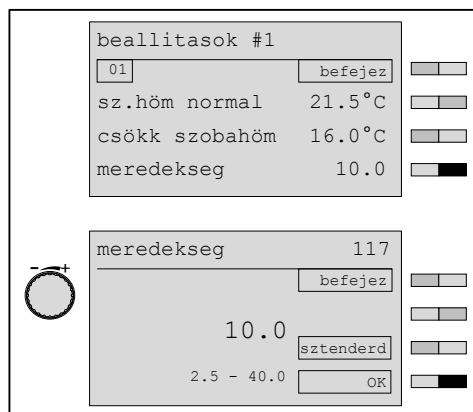 beallitasok #1
01 befejez
sz.höm normal 21.5°C
csökk szobahöm 16.0°C
meredekseg 10.0
meredekseg 117
befejez
- +
10.0
sztenderd
2.5 - 40.0 OK